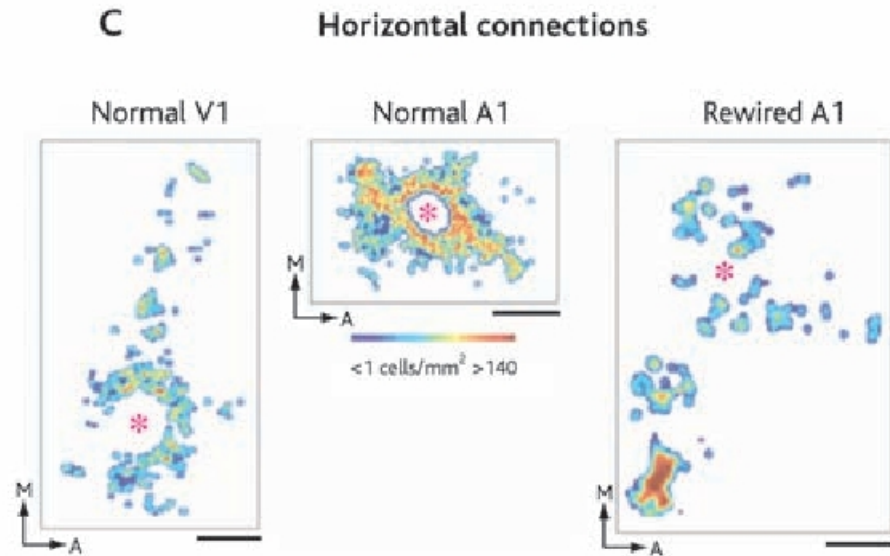 C Horizontal connections
Normal V1 Normal A1 Rewired A1
* * *
M M M
A A A
<1 cells/mm² >140